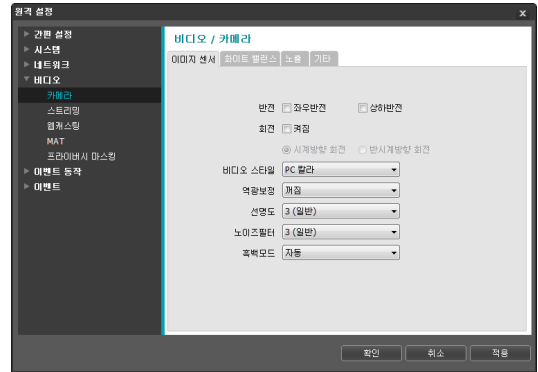 원격 설정
x
간편 설정
시스템
네트워크
비디오
카메라
스트리밍
웹캐스팅
MAT
프라이버시 마스킹
이벤트 동작
이벤트
비디오 / 카메라
이미지 센서 화이트 밸런스 노출 기타
반전 좌우반전 상하반전
회전 켜짐
시계방향 회전 반시계방향 회전
비디오 스타일 PC 칼라
역광보정 꺼짐
선명도 3 (일반)
노이즈필터 3 (일반)
흑백모드 자동
확인 취소 적용